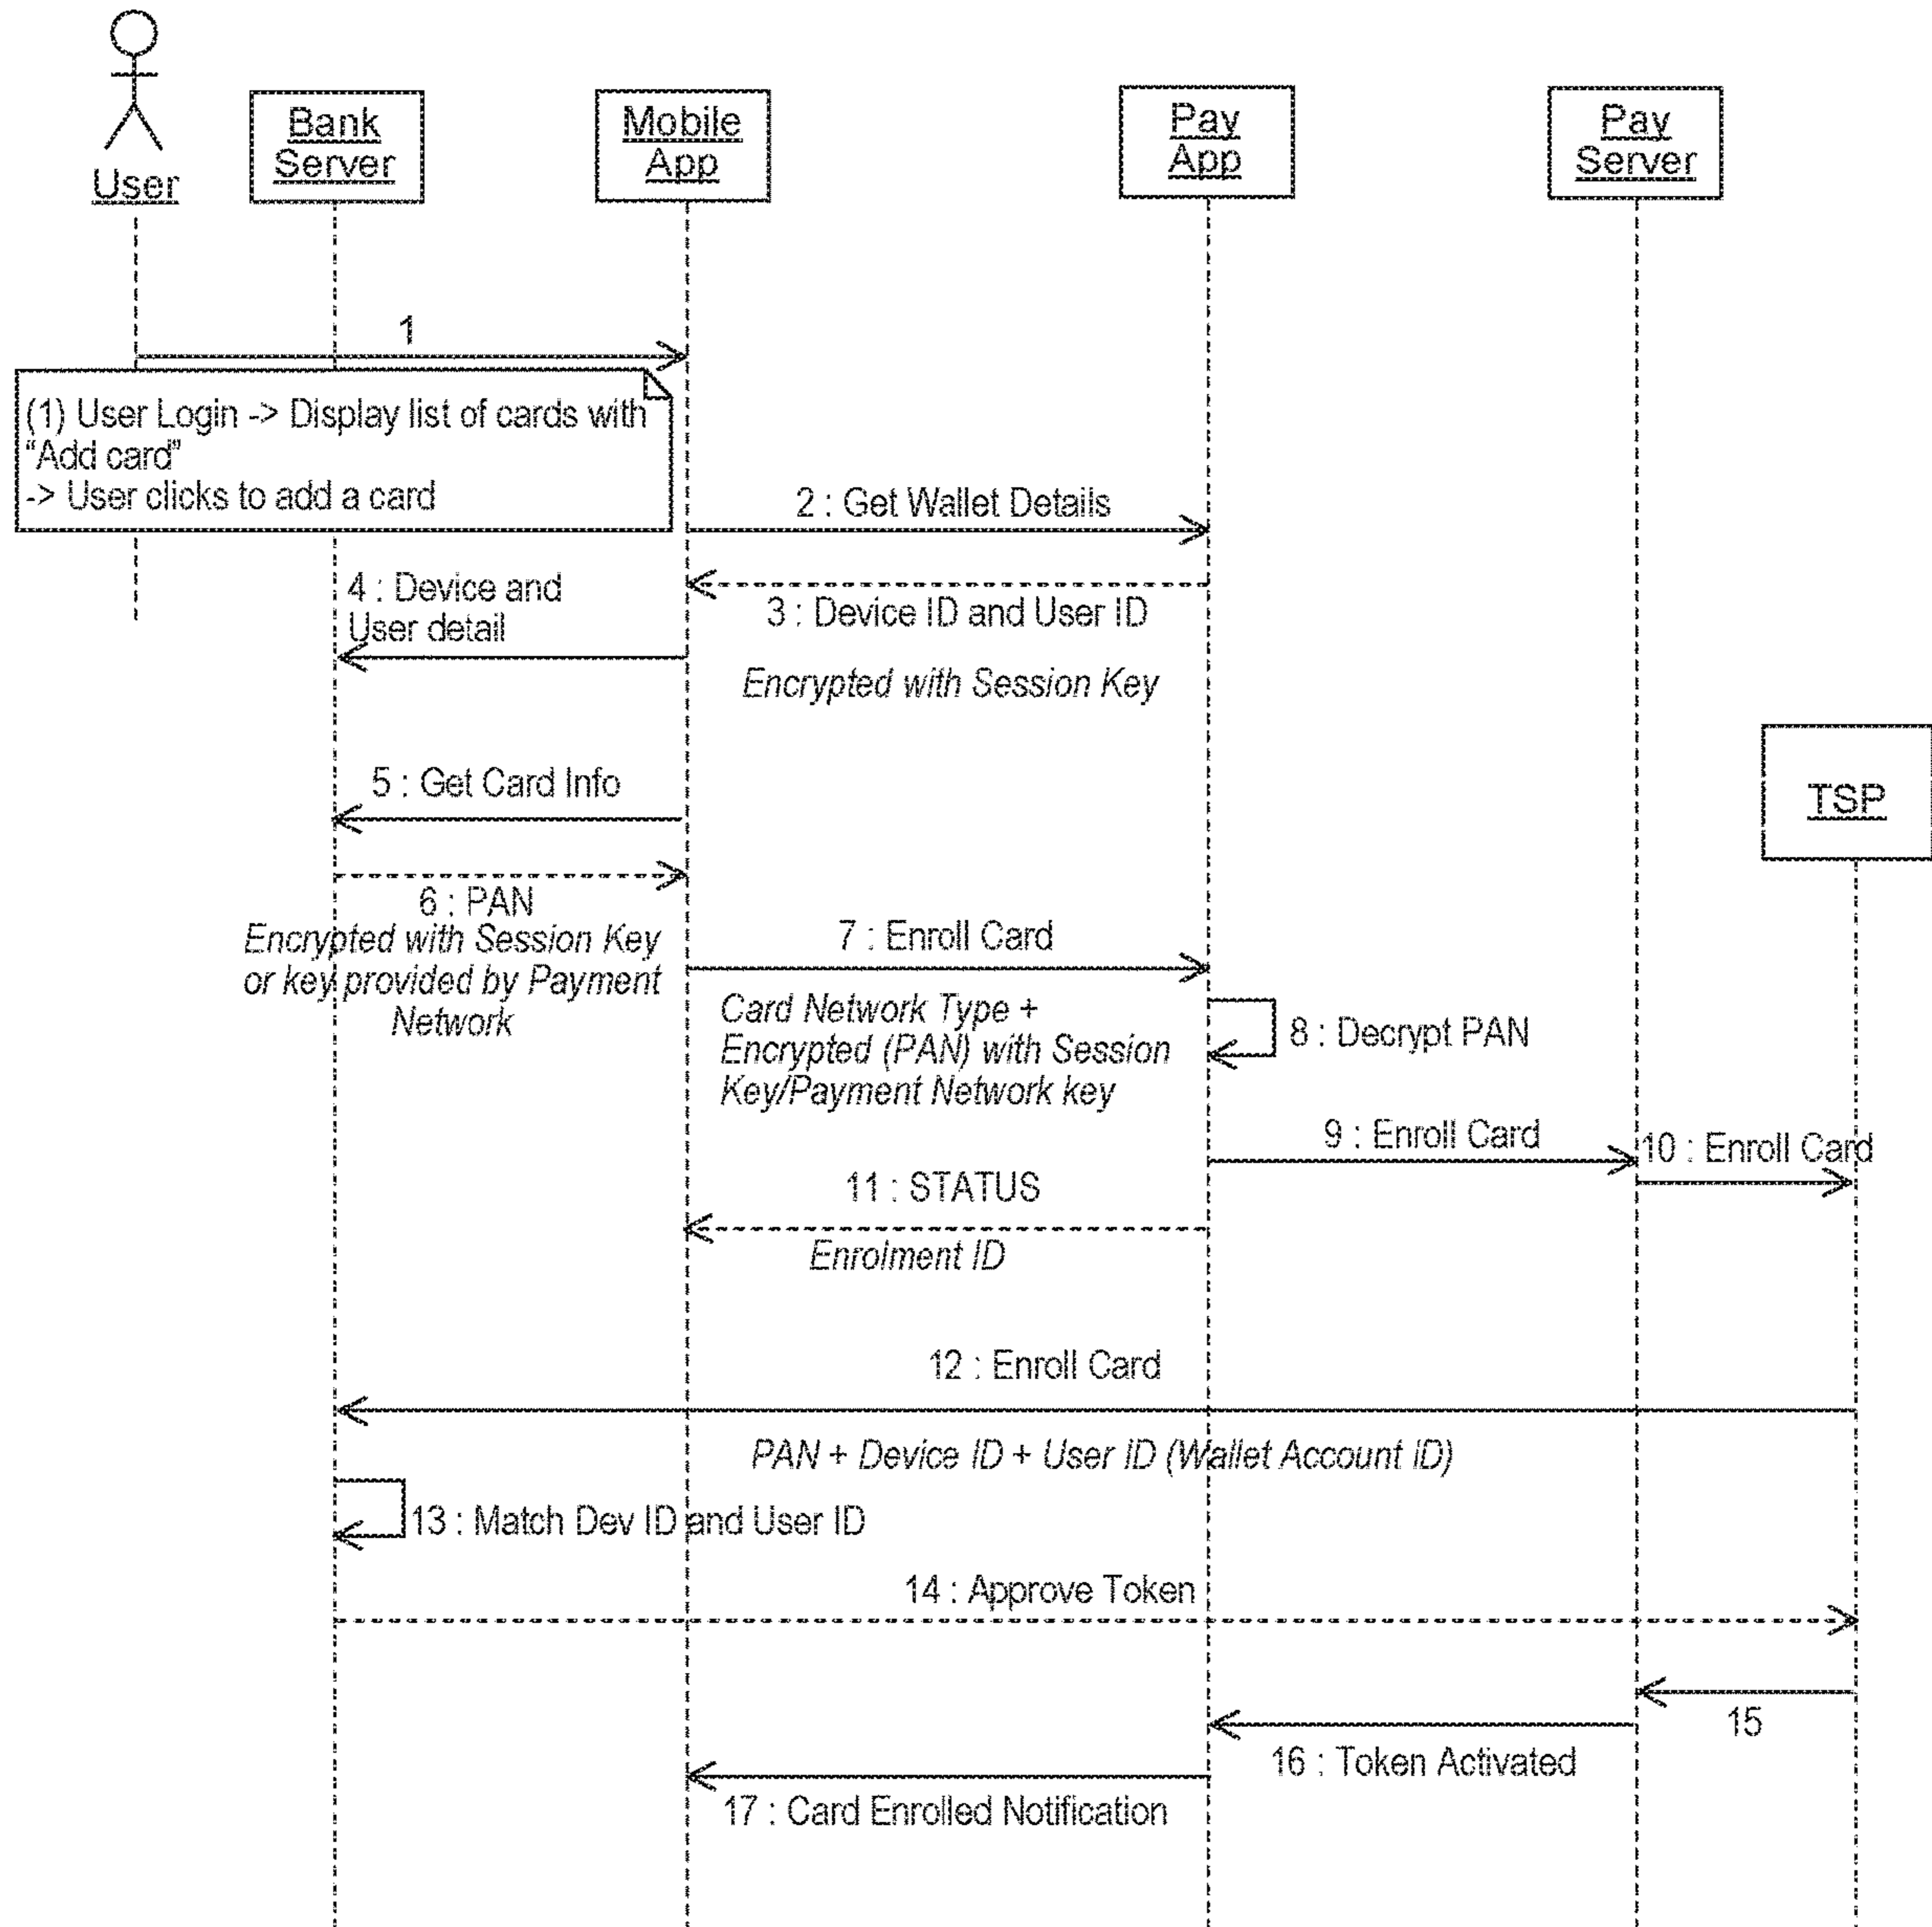 User
Bank
Server
Mobile
App
Pay
App
Pay
Server
1
(1) User Login -> Display list of cards with
“Add card”
-> User clicks to add a card
2 : Get Wallet Details
4 : Device and
User detail
3 : Device ID and User ID
Encrypted with Session Key
5 : Get Card Info
TSP
6 : PAN
Encrypted with Session Key
or key provided by Payment
Network
7 : Enroll Card
Card Network Type +
Encrypted (PAN) with Session
Key/Payment Network key
8 : Decrypt PAN
9 : Enroll Card
10 : Enroll Card
11 : STATUS
Enrolment ID
12 : Enroll Card
PAN + Device ID + User ID (Wallet Account ID)
13 : Match Dev ID and User ID
14 : Approve Token
15
16 : Token Activated
17 : Card Enrolled Notification